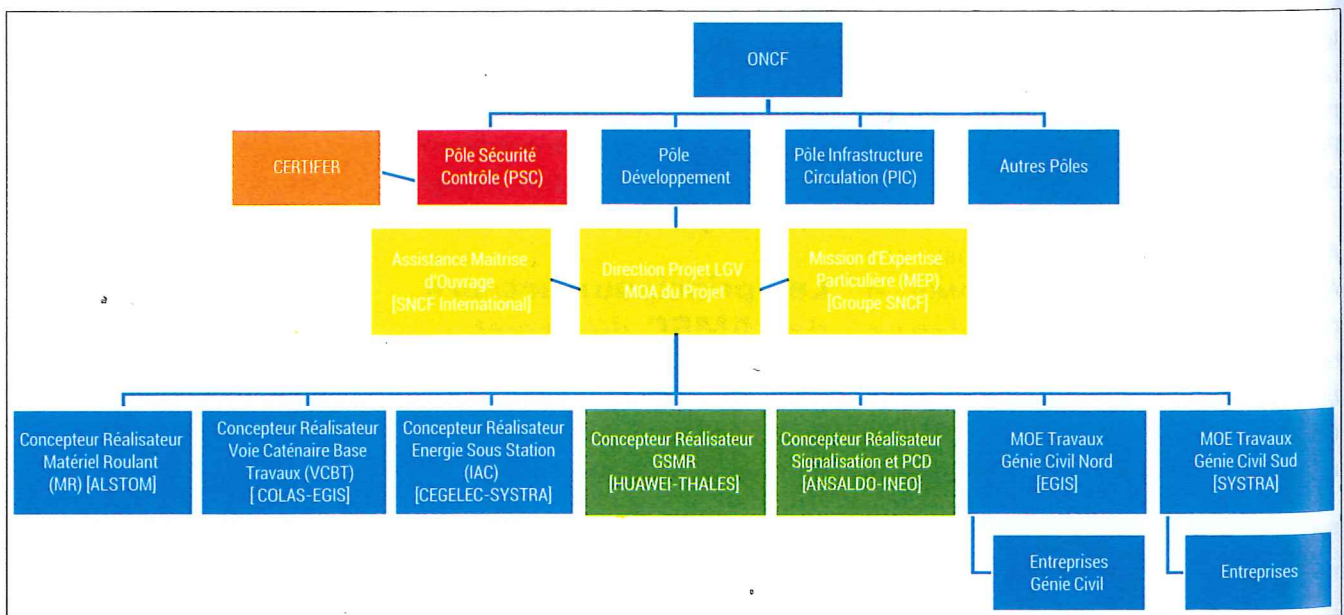 ONCF
CERTIFER
Pôle Sécurité
Contrôle (PSC)
Pôle
Développement
Pôle Infrastructure
Circulation (PIC)
Autres Pôles
Assistance Maitrise
d'Ouvrage
[SNCF International]
Direction Projet LGV
MOA du Projet
Mission d'Expertise
Particulière (MEP)
[Groupe SNCF]
Concepteur Réalisateur
Matériel Roulant
(MR) [ALSTOM]
Concepteur Réalisateur
Voie Caténaire Base
Travaux (VCBT)
[ COLAS-EGIS]
Concepteur Réalisateur
Energie Sous Station
(IAC)
[CEGELEC-SYSTRA]
Concepteur Réalisateur
GSMR
[HUAWEI-THALES]
Concepteur Réalisateur
Signalisation et PCD
[ANSALDO-INEO]
MOE Travaux
Génie Civil Nord
[EGIS]
MOE Travaux
Génie Civil Sud
[SYSTRA]
Entreprises
Génie Civil
Entreprises